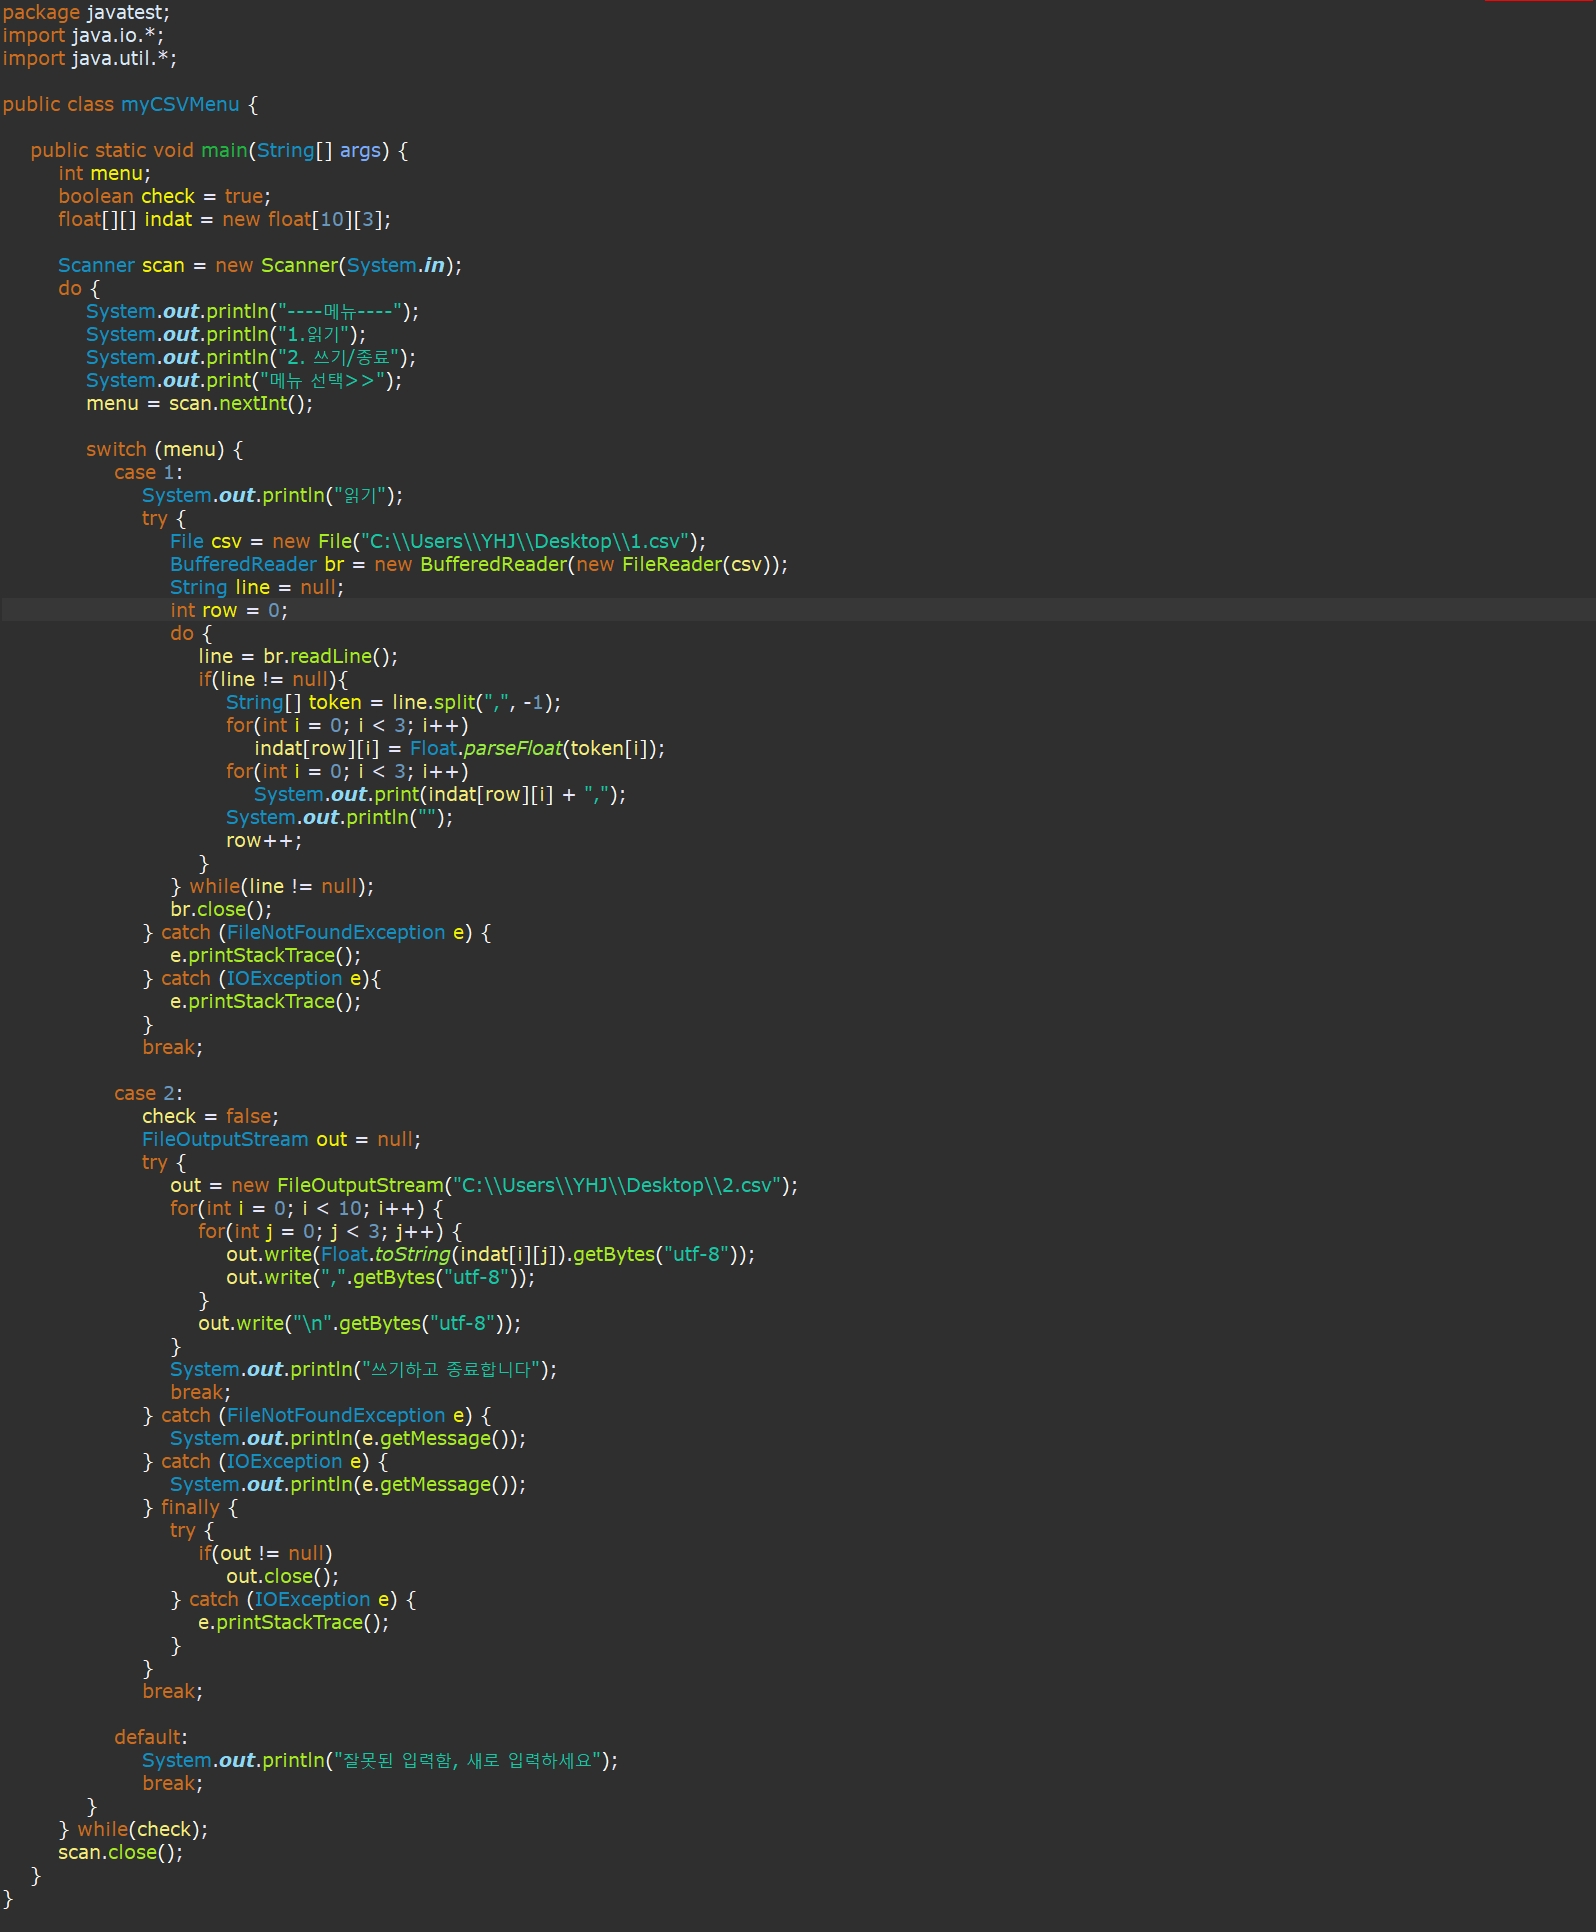 package javatest;
import java.io.*;
import java.util.*;
public class myCSVMenu {
public static void main(String[] args) {
int menu;
boolean check = true;
float[][] indat = new float[10][3];
Scanner scan = new Scanner(System.in);
do {
System.out.println("----메뉴----");
System.out.println("1.읽기");
System.out.println("2. 쓰기/종료");
System.out.print("메뉴 선택>>");
menu = scan.nextInt();
switch (menu) {
case 1:
System.out.println("읽기");
try {
File csv = new File("C:\\Users\\YHJ\\Desktop\\1.csv");
BufferedReader br = new BufferedReader(new FileReader(csv));
String line = null;
int row = 0;
do {
line = br.readLine();
if(line != null){
String[] token = line.split(",", -1);
for(int i = 0; i < 3; i++)
indat[row][i] = Float.parseFloat(token[i]);
for(int i = 0; i < 3; i++)
System.out.print(indat[row][i] + ",");
System.out.println("");
row++;
}
} while(line != null);
br.close();
} catch (FileNotFoundException e) {
e.printStackTrace();
} catch (IOException e){
e.printStackTrace();
}
break;
case 2:
check = false;
FileOutputStream out = null;
try {
out = new FileOutputStream("C:\\Users\\YHJ\\Desktop\\2.csv");
for(int i = 0; i < 10; i++) {
for(int j = 0; j < 3; j++) {
out.write(Float.toString(indat[i][j]).getBytes("utf-8"));
out.write(",".getBytes("utf-8"));
}
out.write("\n".getBytes("utf-8"));
}
System.out.println("쓰기하고 종료합니다");
break;
} catch (FileNotFoundException e) {
System.out.println(e.getMessage());
} catch (IOException e) {
System.out.println(e.getMessage());
} finally {
try {
if(out != null)
out.close();
} catch (IOException e) {
e.printStackTrace();
}
}
break;
default:
System.out.println("잘못된 입력함, 새로 입력하세요");
break;
}
} while(check);
scan.close();
}
}